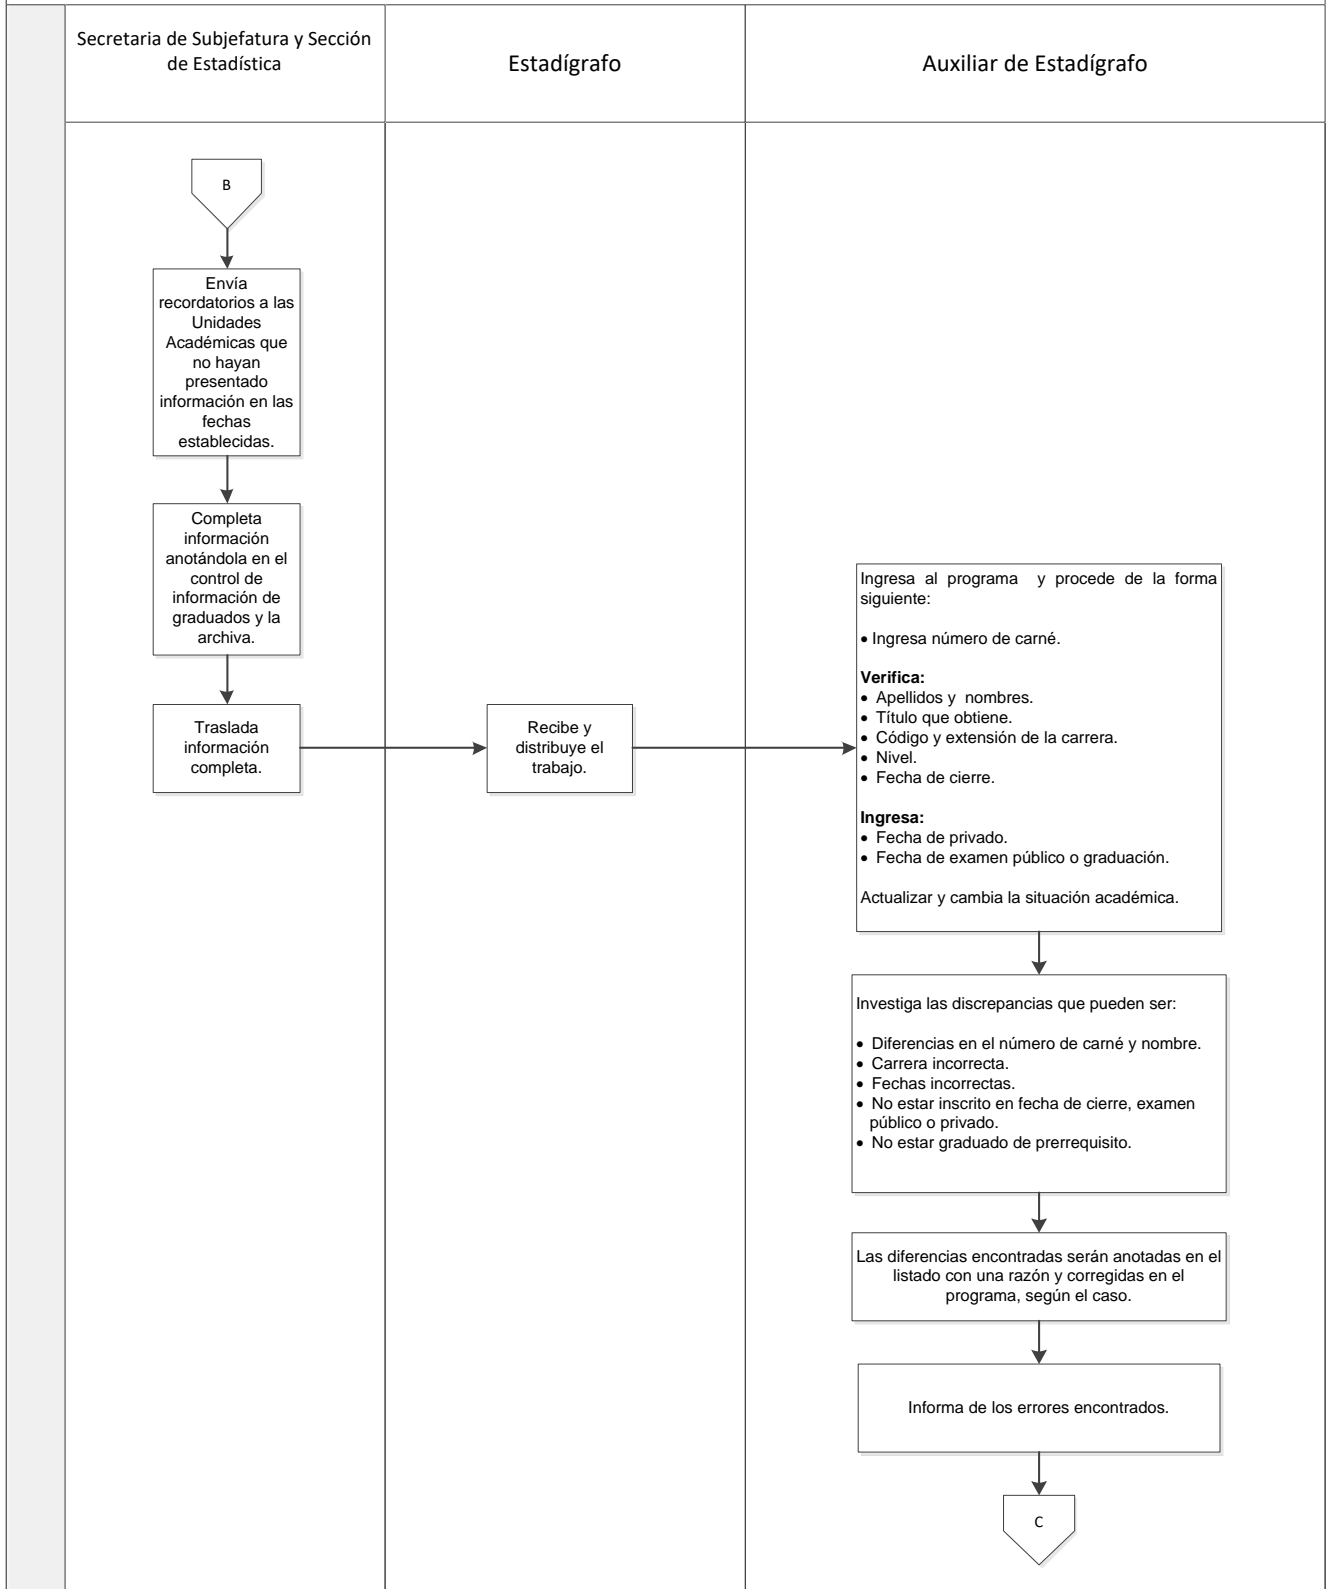 Secretaria de Subjefatura y Sección
de Estadística
Estadígrafo
Auxiliar de Estadígrafo
B
Envía
recordatorios a las
Unidades
Académicas que
no hayan
presentado
información en las
fechas
establecidas.
Completa
información
anotándola en el
control de
información de
graduados y la
archiva.
Traslada
información
completa.
Recibe y
distribuye el
trabajo.
Ingresa al programa y procede de la forma
siguiente:
• Ingresa número de carné.
Verifica:
• Apellidos y nombres.
• Título que obtiene.
• Código y extensión de la carrera.
• Nivel.
• Fecha de cierre.
Ingresa:
• Fecha de privado.
• Fecha de examen público o graduación.
Actualizar y cambia la situación académica.
Investiga las discrepancias que pueden ser:
• Diferencias en el número de carné y nombre.
• Carrera incorrecta.
• Fechas incorrectas.
• No estar inscrito en fecha de cierre, examen
público o privado.
• No estar graduado de prerrequisito.
Las diferencias encontradas serán anotadas en el
listado con una razón y corregidas en el
programa, según el caso.
Informa de los errores encontrados.
C